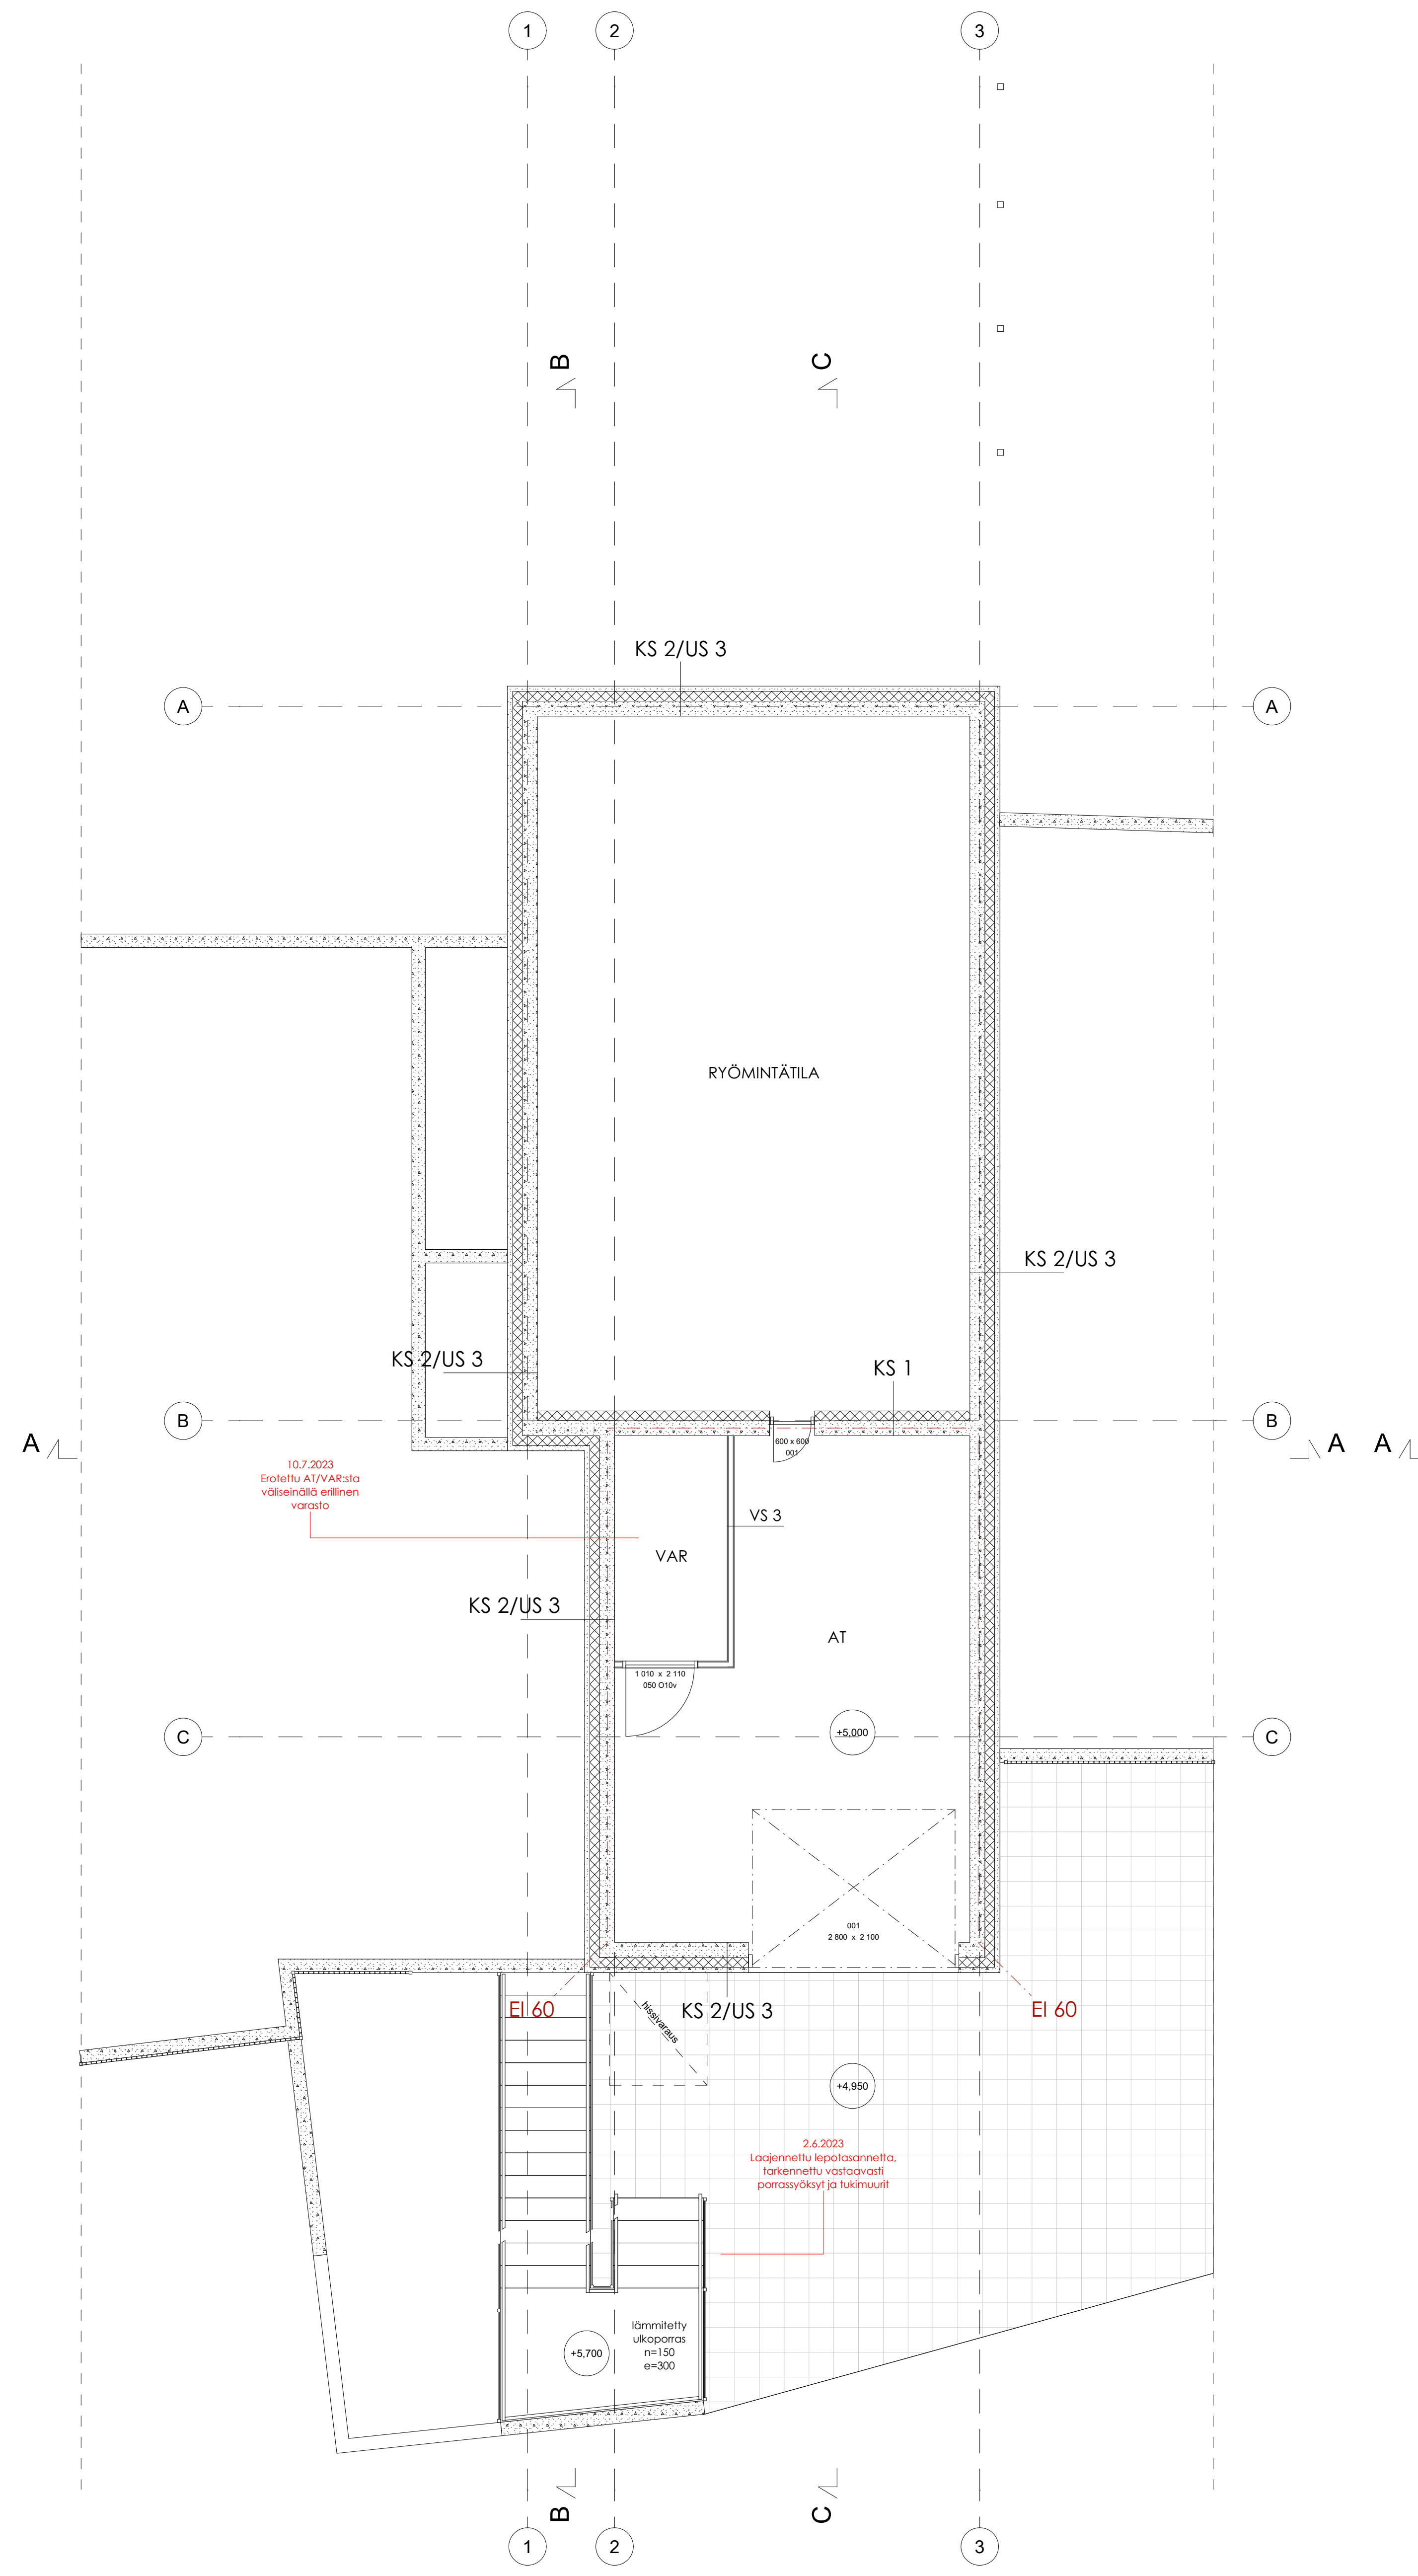 1
2
3
B
C
KS 2/US 3
A
A
RYÖMINTÄTILA
KS 2/US 3
KS 2/US 3
KS 1
B
B
A
A
A
600 x 600
001
10.7.2023
Erotettu AT/VAR:sta
väliseinällä erillinen
varasto
VS 3
VAR
KS 2/US 3
AT
1 010 x 2 110
050 O10v
C
+5,000
C
001
2 800 x 2 100
EI 60
hissivaraus
KS 2/US 3
EI 60
+4,950
2.6.2023
Laajennettu lepotasannetta,
tarkennettu vastaavasti
porrassyöksyt ja tukimuurit
+5,700
lämmitetty
ulkoporras
n=150
e=300
B
C
1
2
3